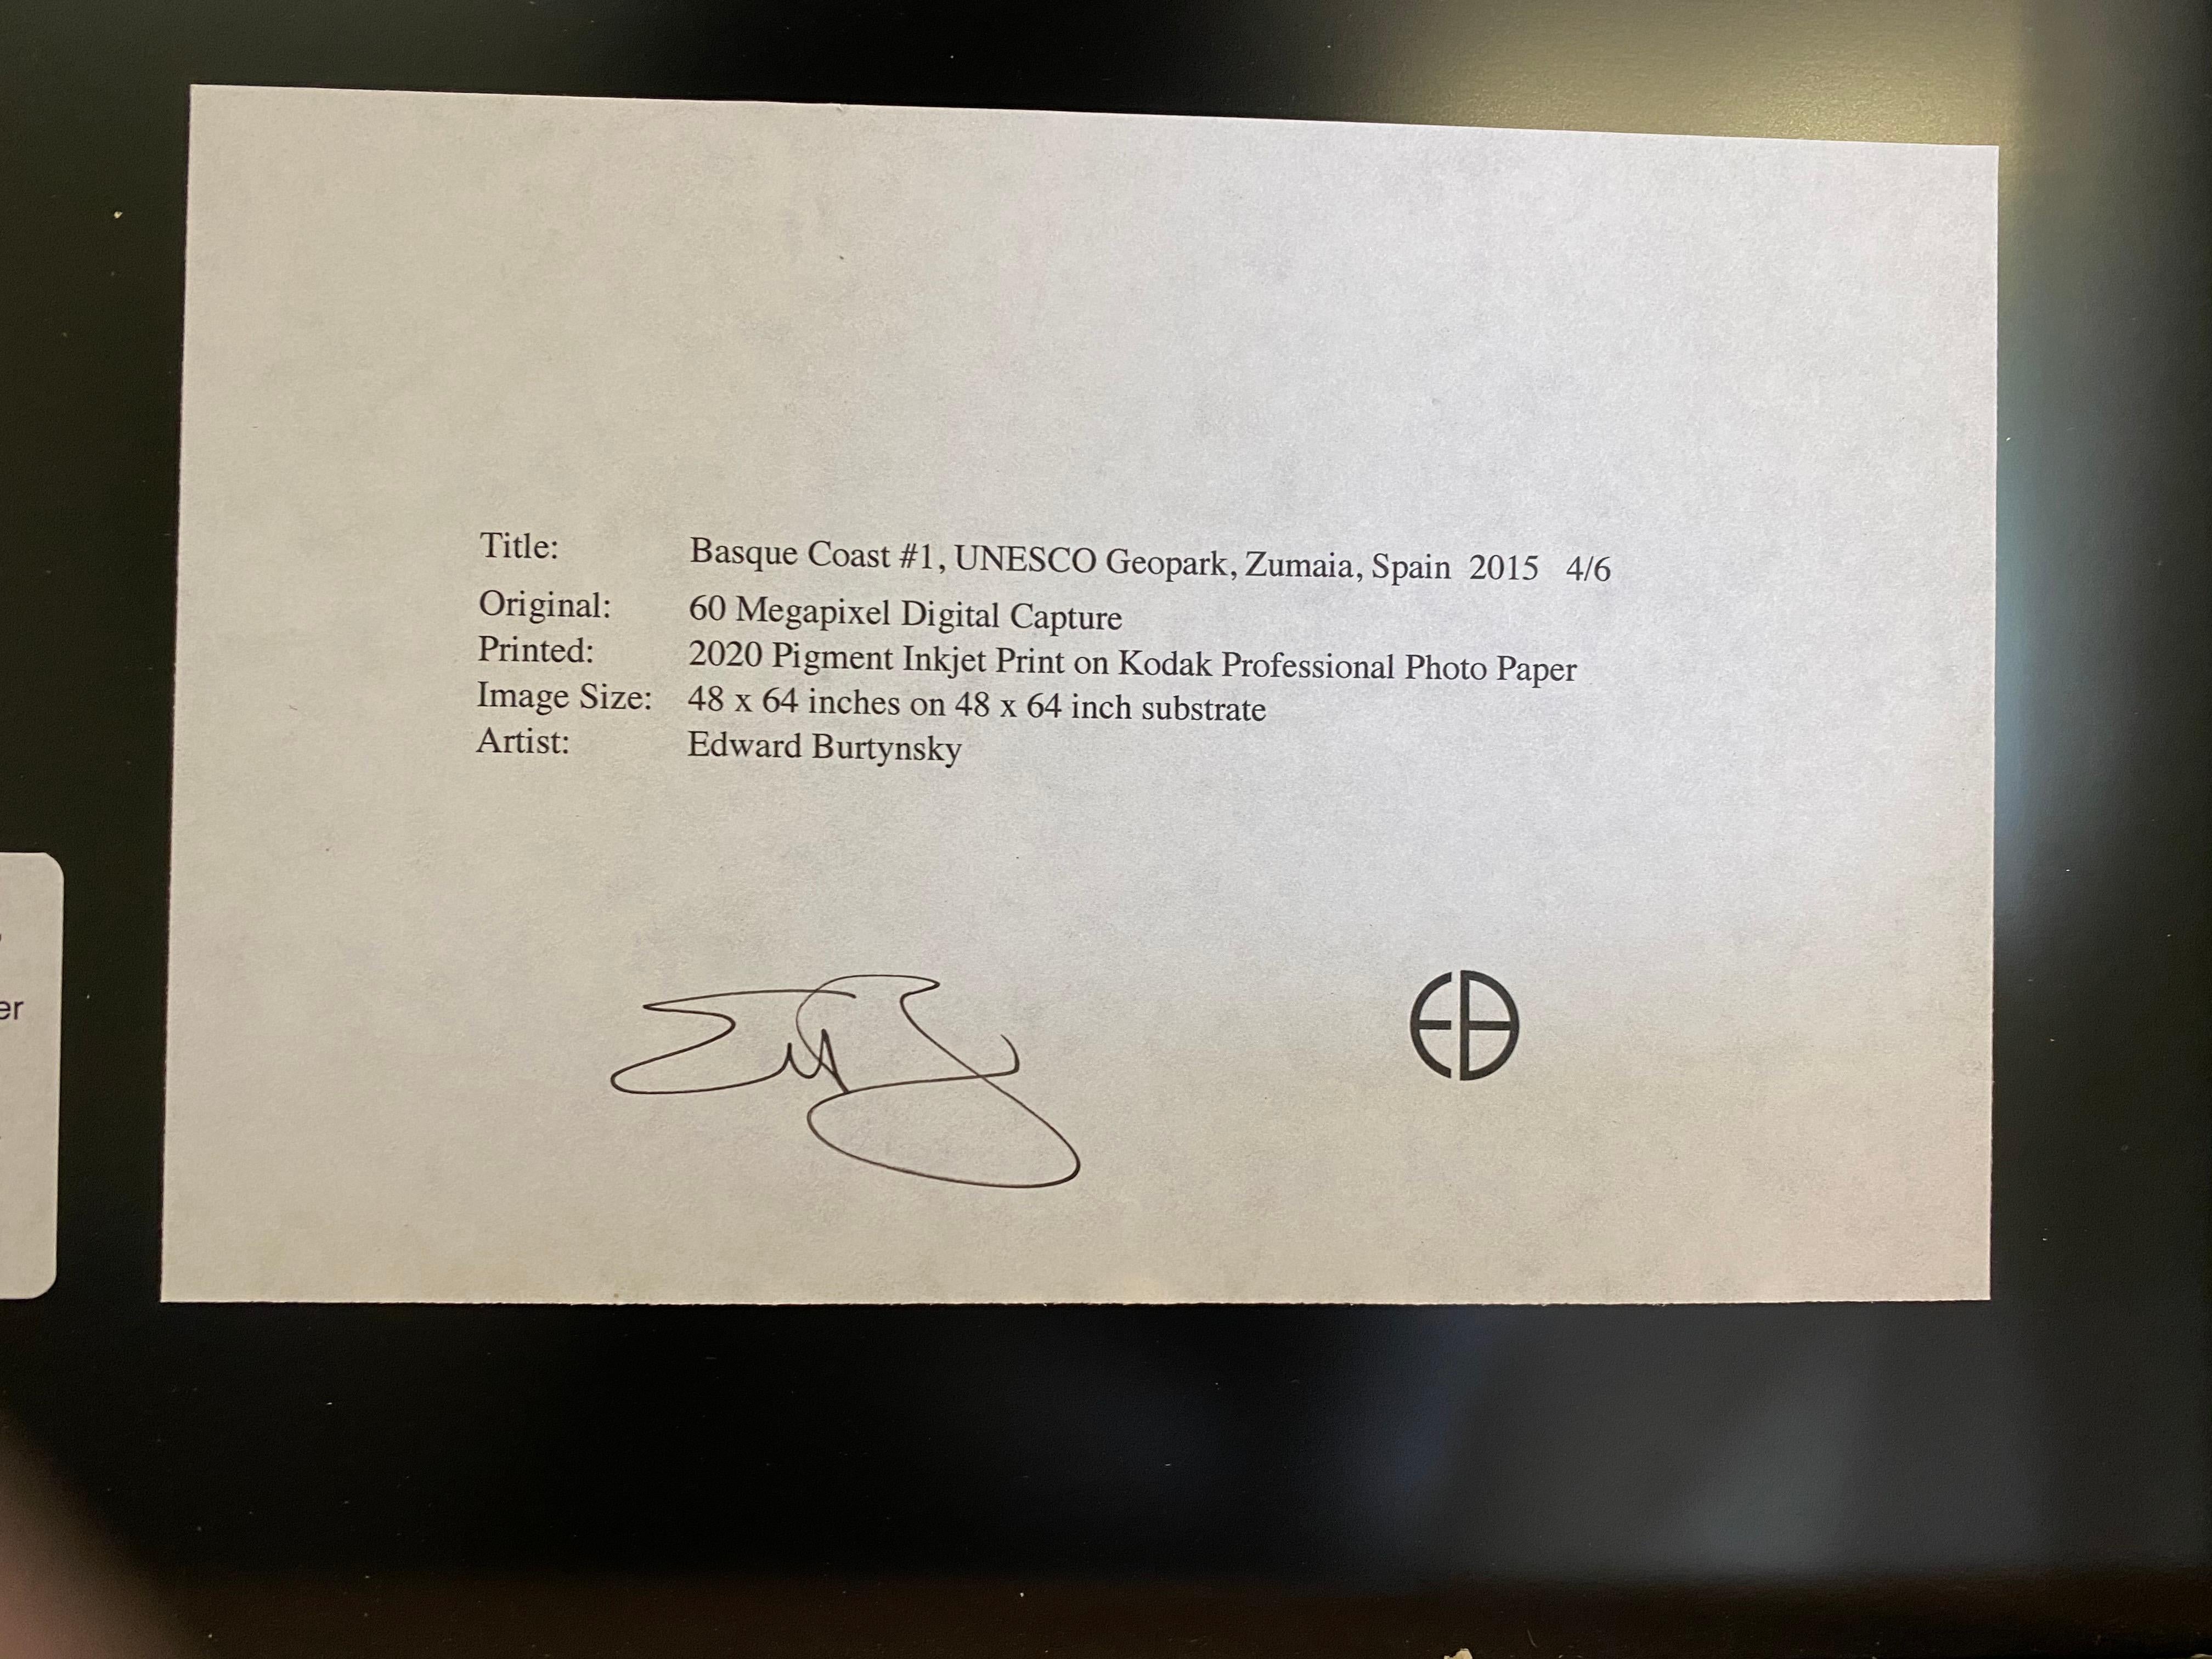 Title: Basque Coast #1, UNESCO Geopark, Zumaia, Spain 2015 4/6
Original: 60 Megapixel Digital Capture
Printed: 2020 Pigment Inkjet Print on Kodak Professional Photo Paper
Image Size: 48 x 64 inches on 48 x 64 inch substrate
Artist: Edward Burtynsky
EB
er